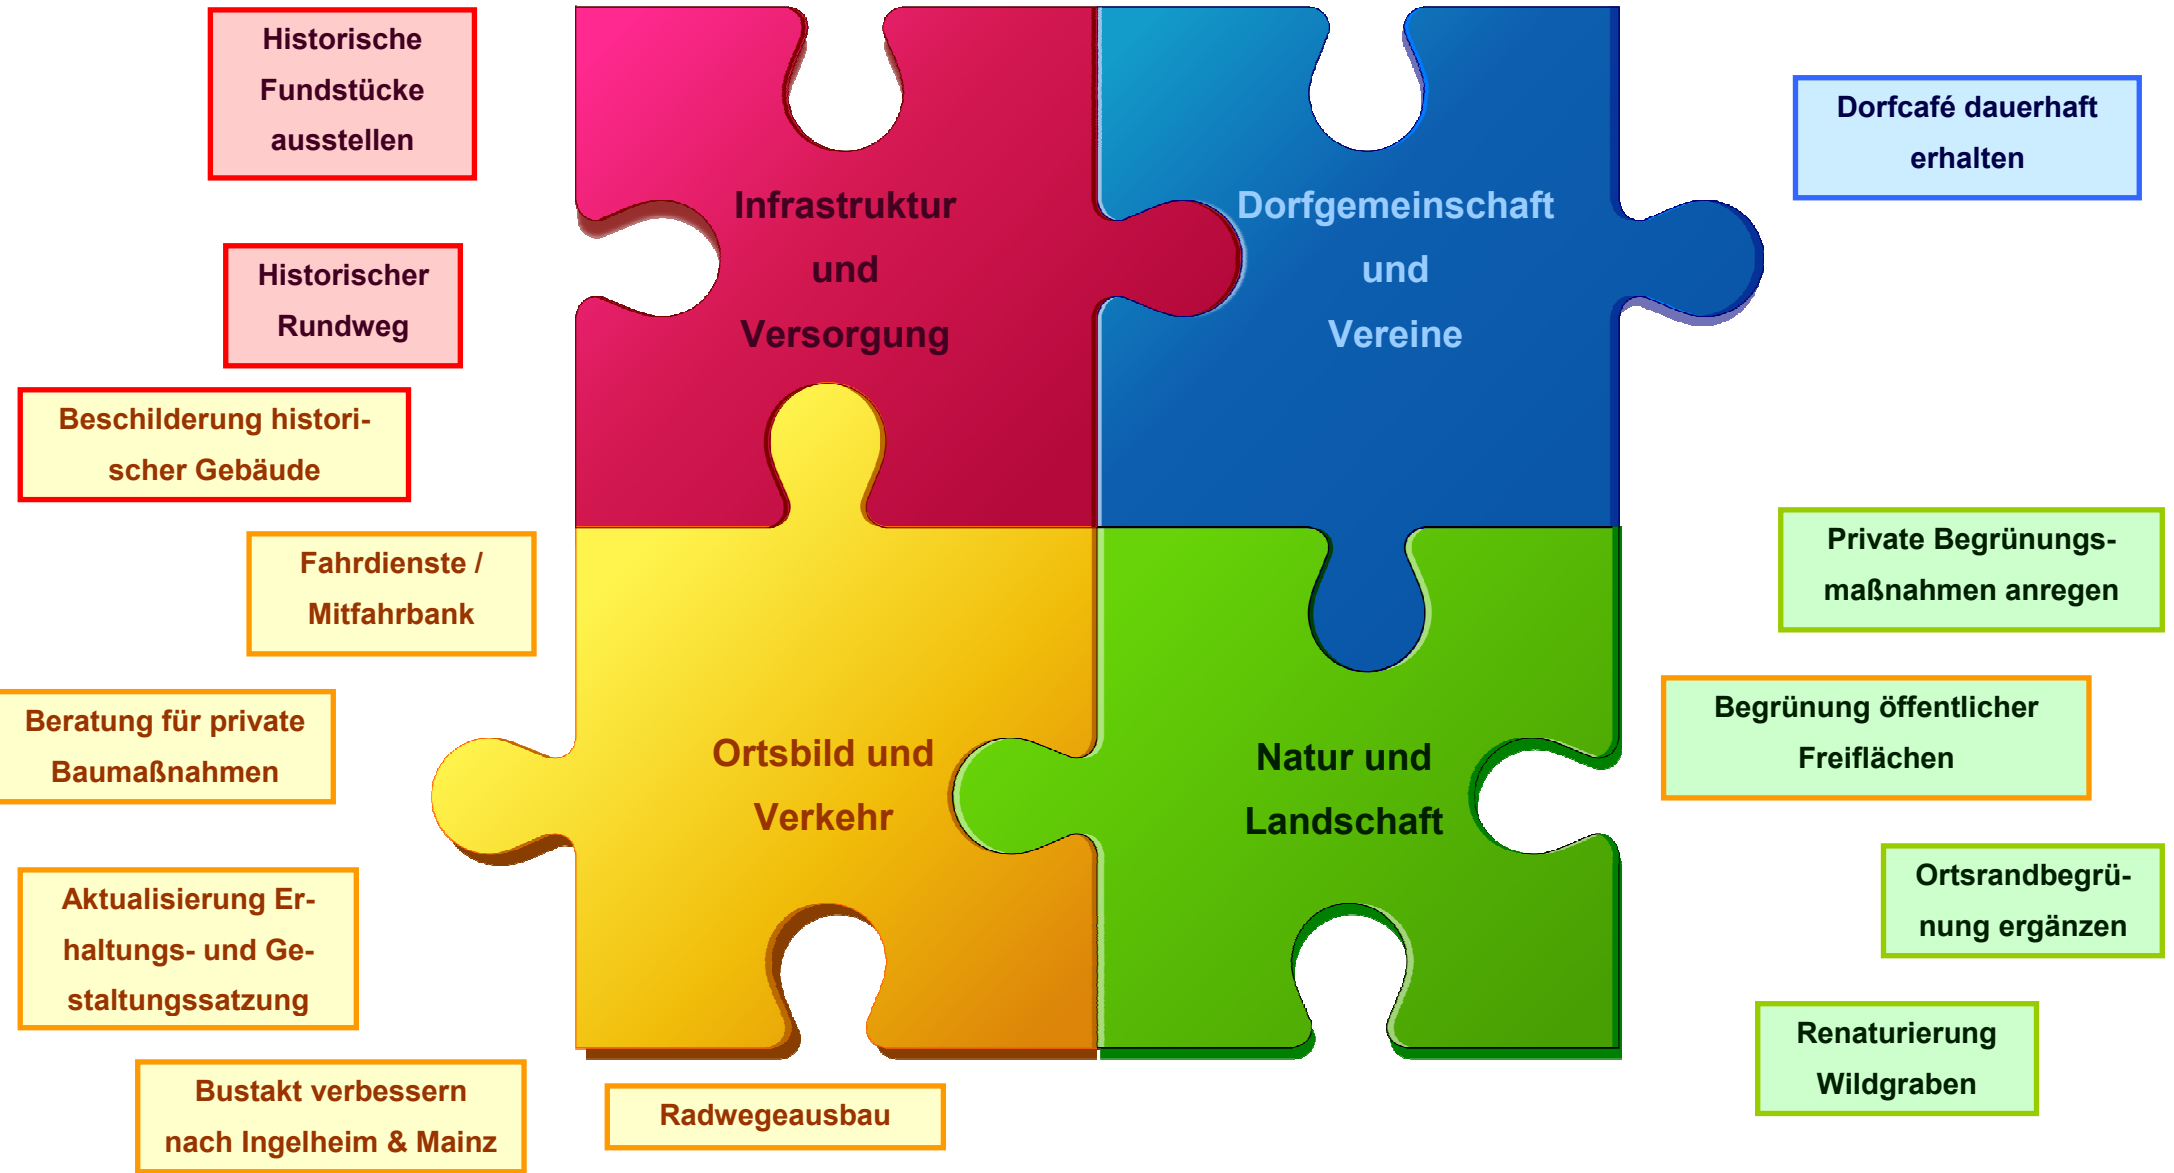 Historische
Fundstücke
ausstellen
Historischer
Rundweg
Beschilderung histori-
scher Gebäude
Fahrdienste /
Mitfahrbank
Beratung für private
Baumaßnahmen
Aktualisierung Er-
haltungs- und Ge-
staltungssatzung
Bustakt verbessern
nach Ingelheim & Mainz
Radwegeausbau
Infrastruktur
und
Versorgung
Dorfgemeinschaft
und
Vereine
Ortsbild und
Verkehr
Natur und
Landschaft
Dorfcafé dauerhaft
erhalten
Private Begrünungs-
maßnahmen anregen
Begrünung öffentlicher
Freiflächen
Ortsrandbegrü-
nung ergänzen
Renaturierung
Wildgraben